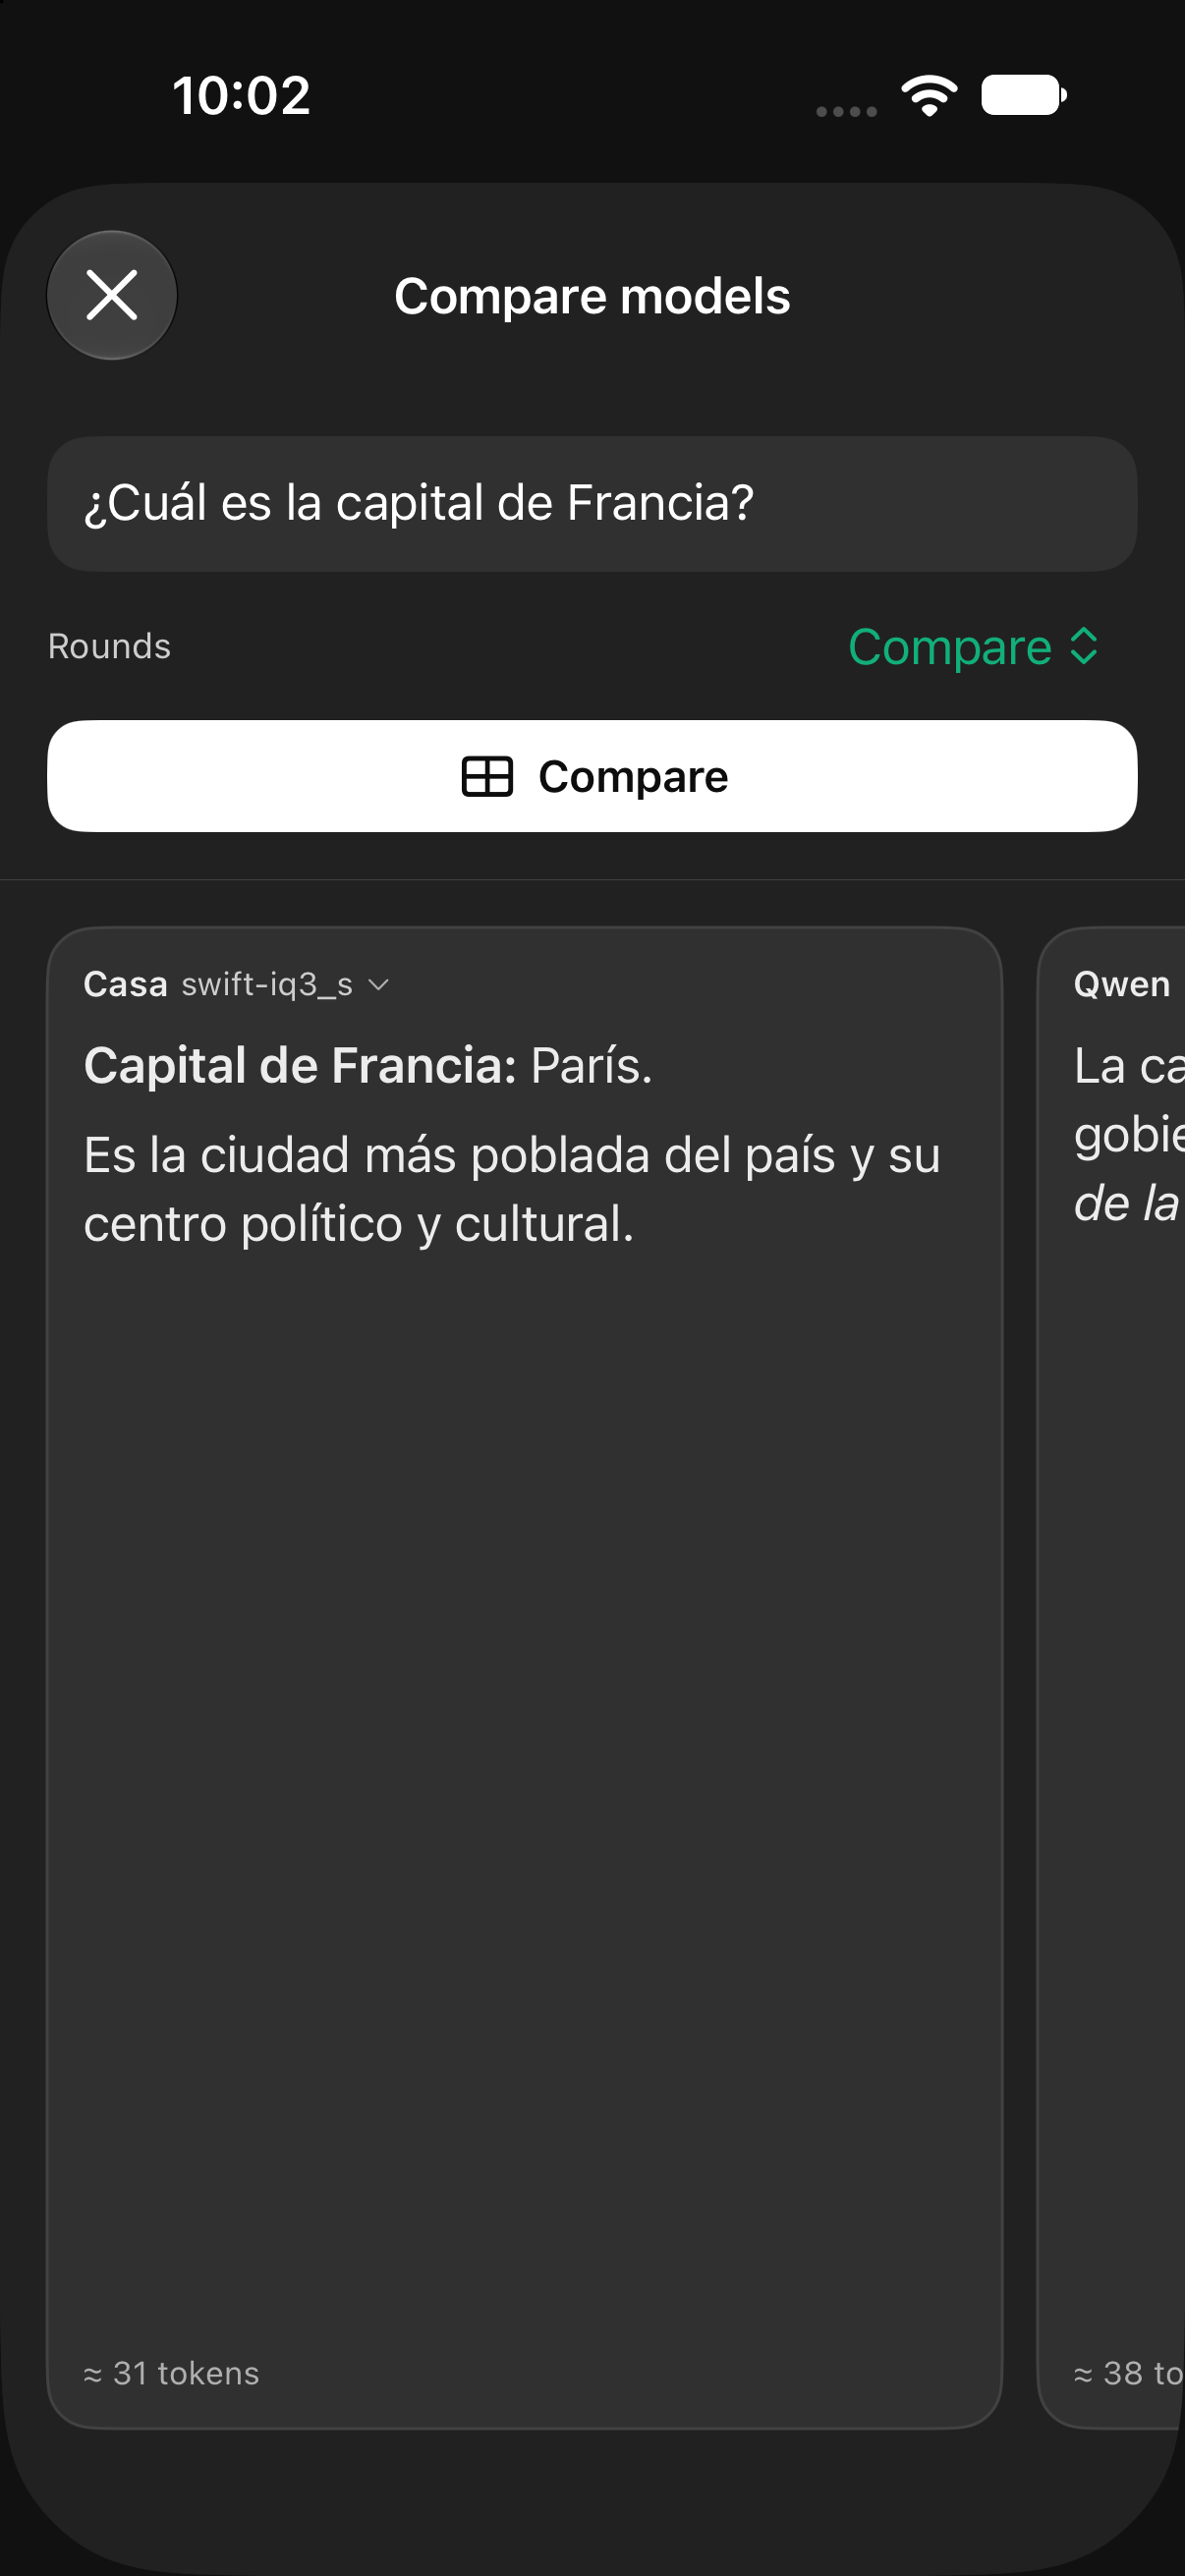 10:02
Compare models
¿Cuál es la capital de Francia?
Rounds
Compare
Compare
Casa swift-iq3_s
Capital de Francia: París.
Es la ciudad más poblada del país y su
centro político y cultural.
≈ 31 tokens
Qwen
La ca
gobie
de la
≈ 38 to